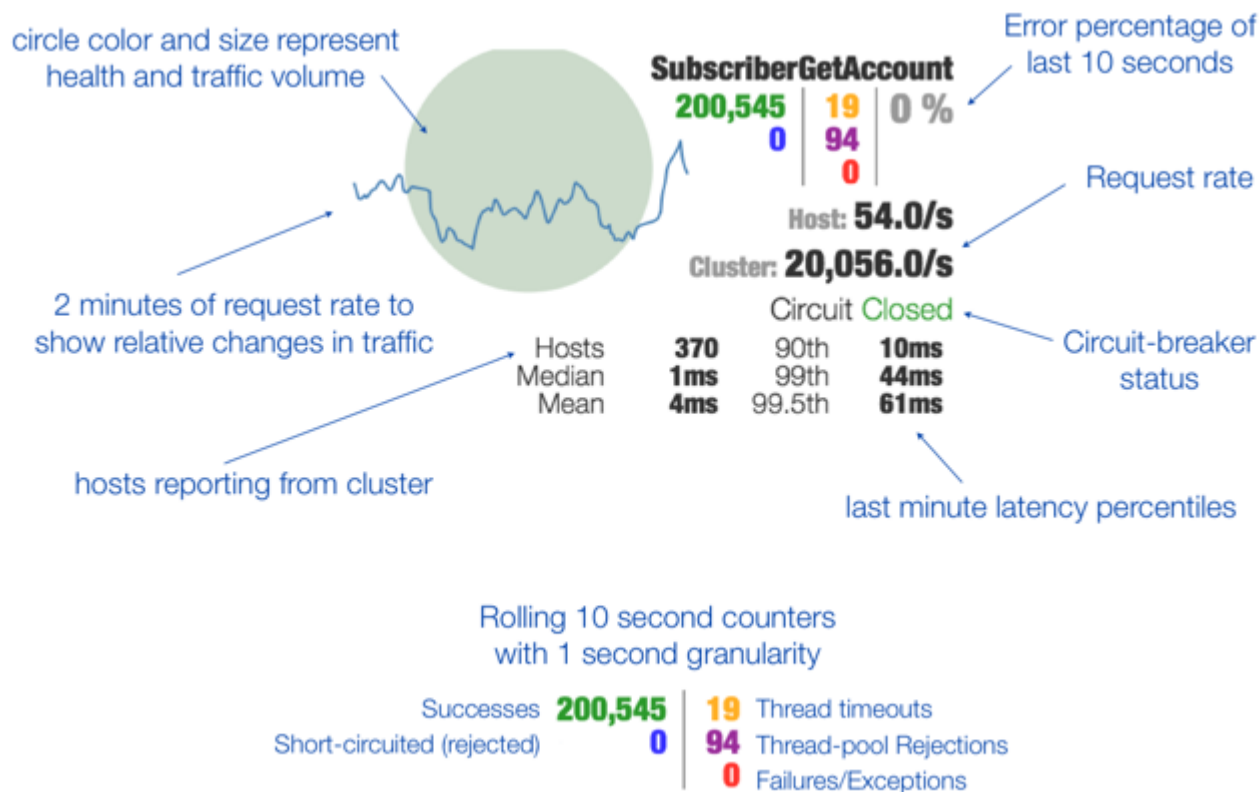 circle color and size represent
health and traffic volume
Error percentage of
last 10 seconds
SubscriberGetAccount
200,545 19 0 %
0 94
0
Request rate
Host: 54.0/s
Cluster: 20,056.0/s
2 minutes of request rate to
show relative changes in traffic
Circuit Closed
Circuit-breaker
status
Hosts 370 90th 10ms
Median 1ms 99th 44ms
Mean 4ms 99.5th 61ms
hosts reporting from cluster
last minute latency percentiles
Rolling 10 second counters
with 1 second granularity
Successes 200,545 19 Thread timeouts
Short-circuited (rejected) 0 94 Thread-pool Rejections
0 Failures/Exceptions